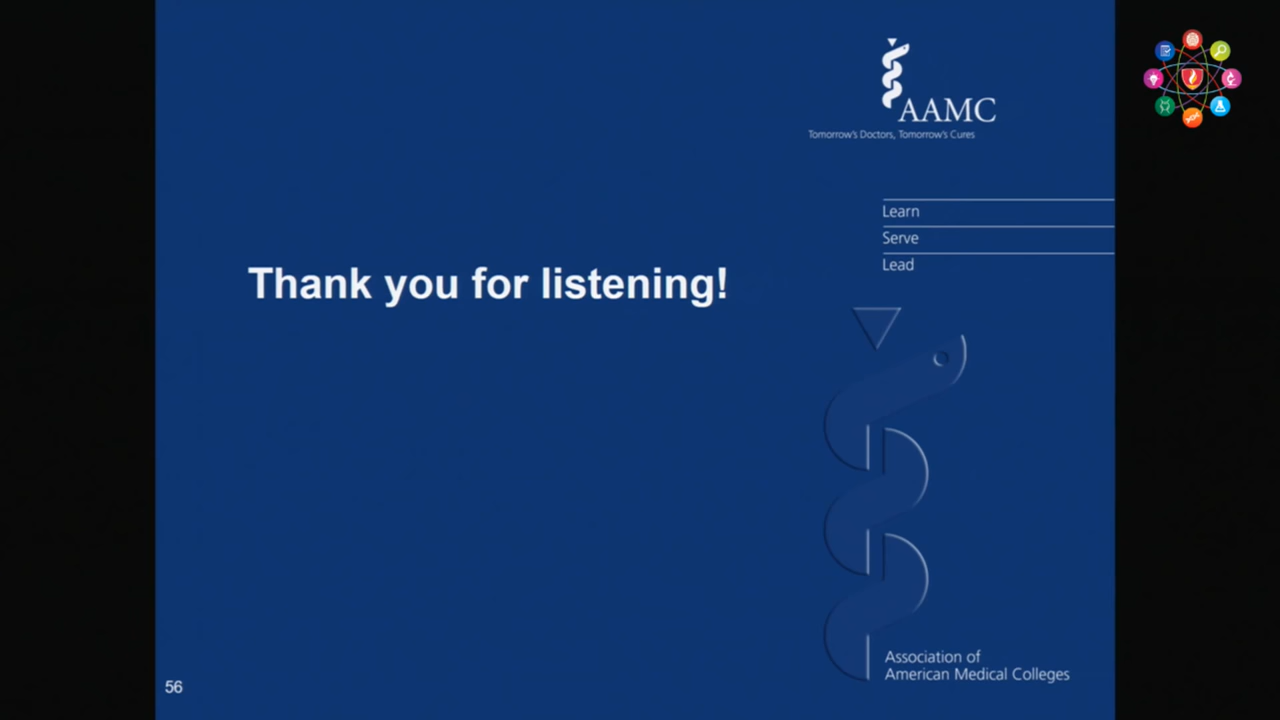 AAMC
Tomorrow's Doctors, Tomorrow's Cures
Learn
Serve
Lead
Thank you for listening!
Association of
American Medical Colleges
56